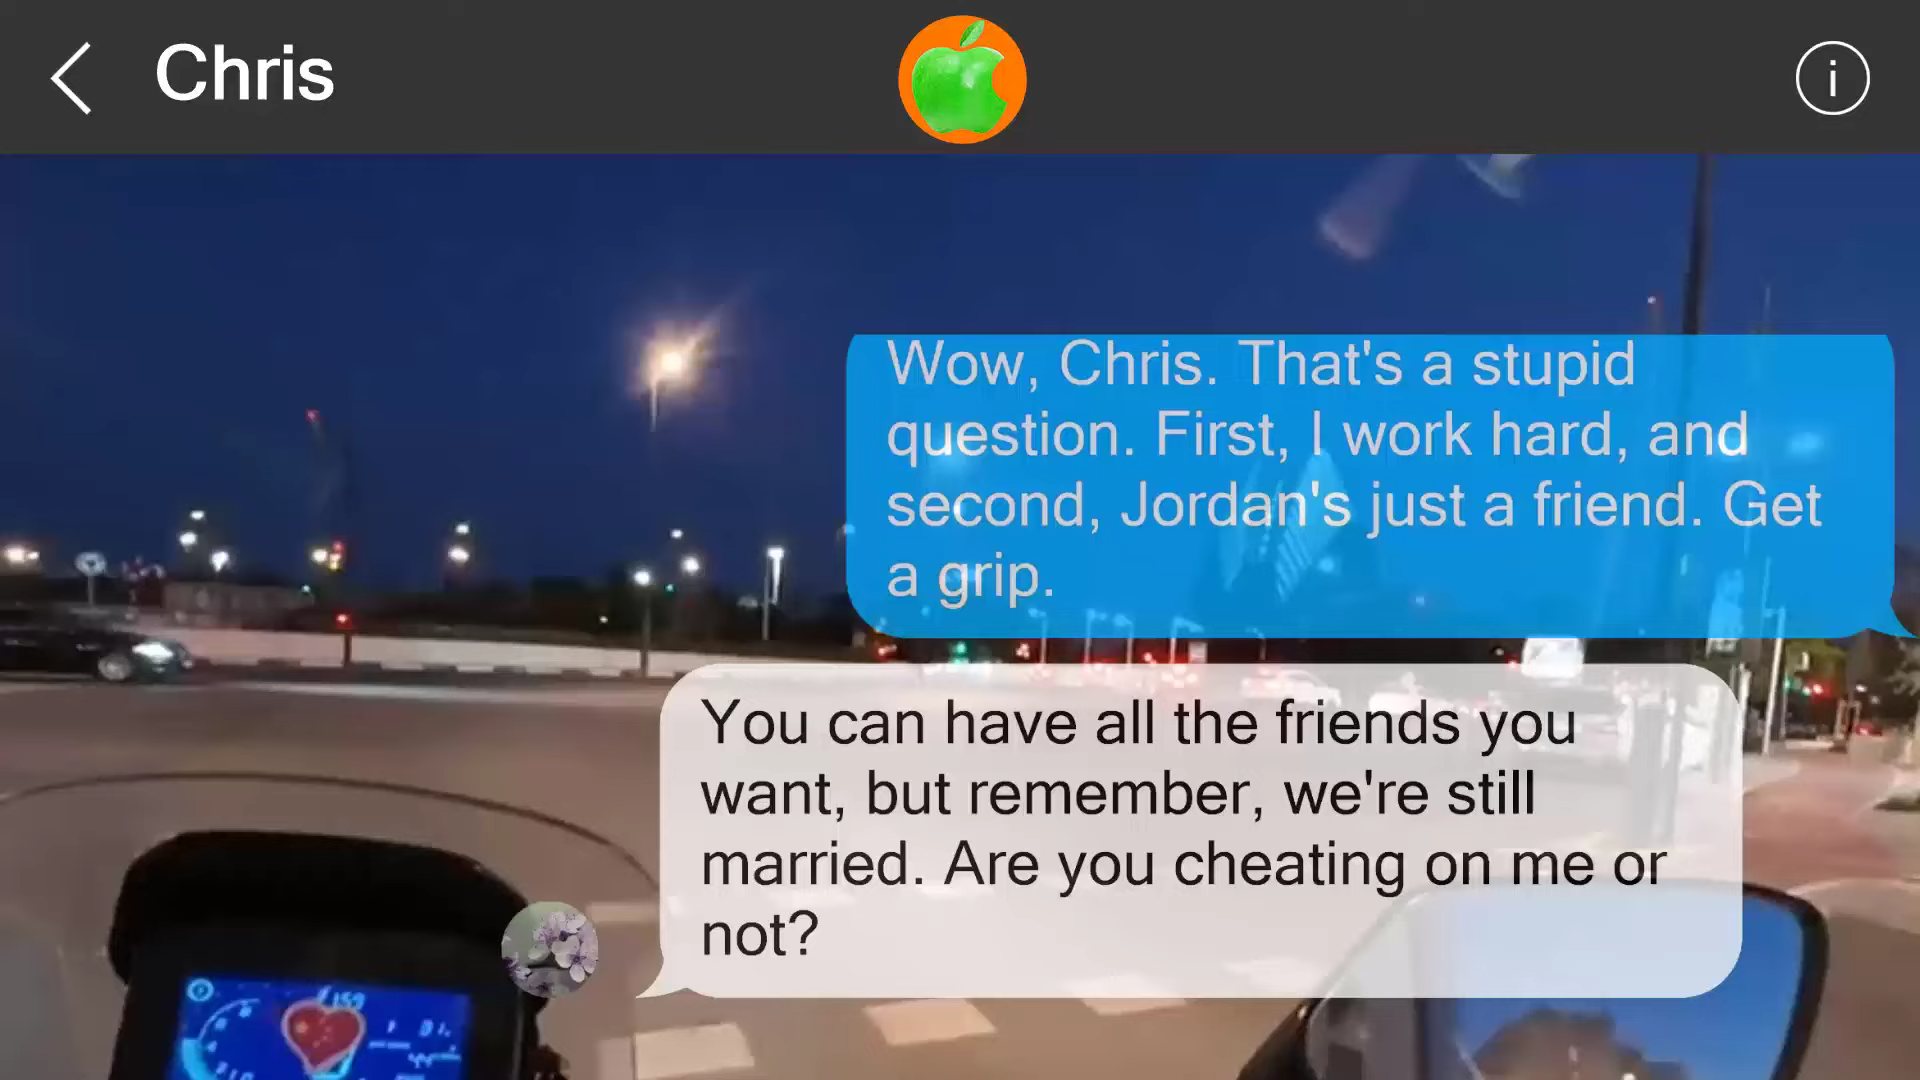 Chris
i
Wow, Chris. That's a stupid
question. First, I work hard, and
second, Jordan's just a friend. Get
a grip.
You can have all the friends you
want, but remember, we're still
married. Are you cheating on me or
not?
159